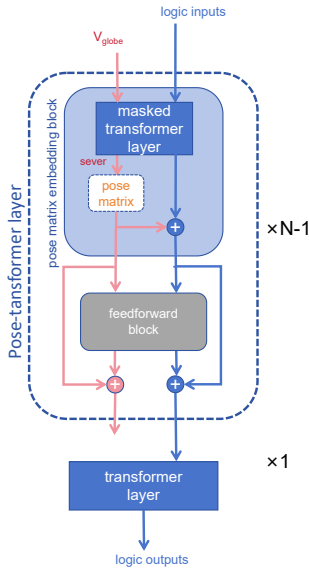 logic inputs
V_globe
masked
transformer
layer
sever
pose
matrix
+
pose matrix embedding block
Pose-tansformer layer
×N-1
feedforward
block
+
+
×1
transformer
layer
logic outputs